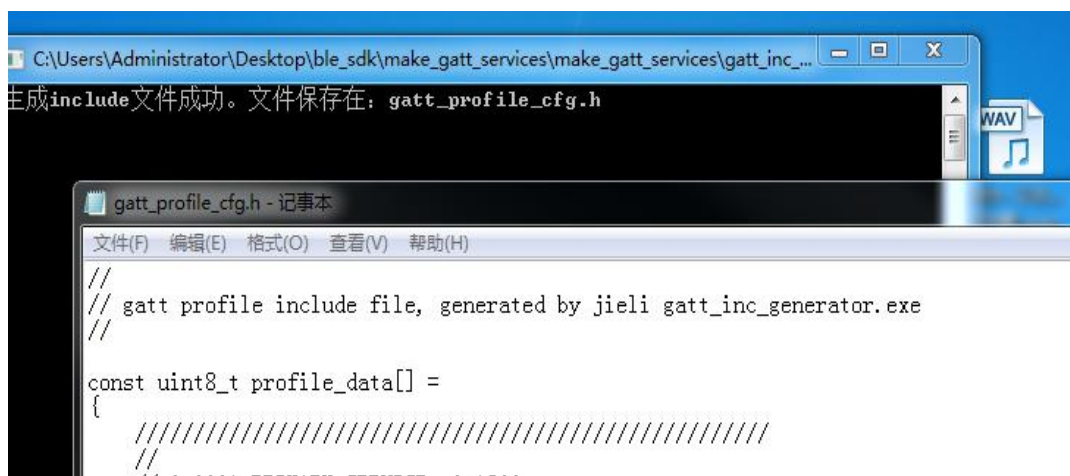 C:\Users\Administrator\Desktop\ble_sdk\make_gatt_services\make_gatt_services\gatt_inc_...
生成include文件成功。文件保存在：gatt_profile_cfg.h
WAV
gatt_profile_cfg.h - 记事本
文件(F) 编辑(E) 格式(O) 查看(V) 帮助(H)
//
// gatt profile include file, generated by jieli gatt_inc_generator.exe
//
const uint8_t profile_data[] =
{
//////////////////////////////////////////////////////
//